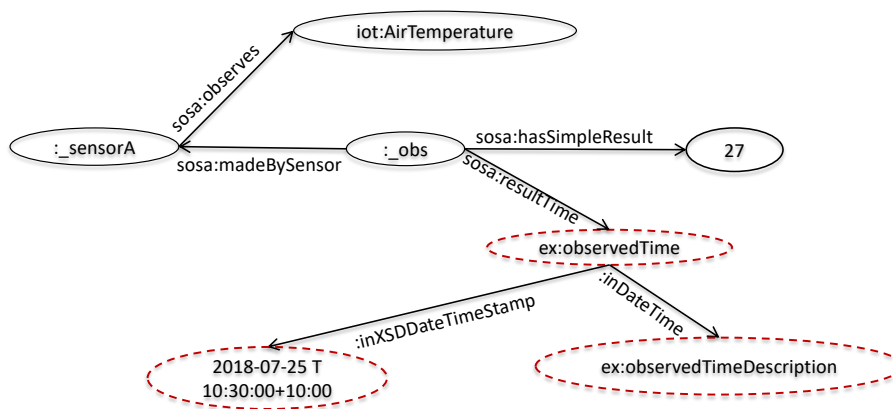 iot:AirTemperature
sosa:observes
:_sensorA
sosa:madeBySensor
:_obs
sosa:hasSimpleResult
27
sosa:resultTime
ex:observedTime
:inXSDDateTimeStamp
:inDateTime
2018-07-25 T
10:30:00+10:00
ex:observedTimeDescription